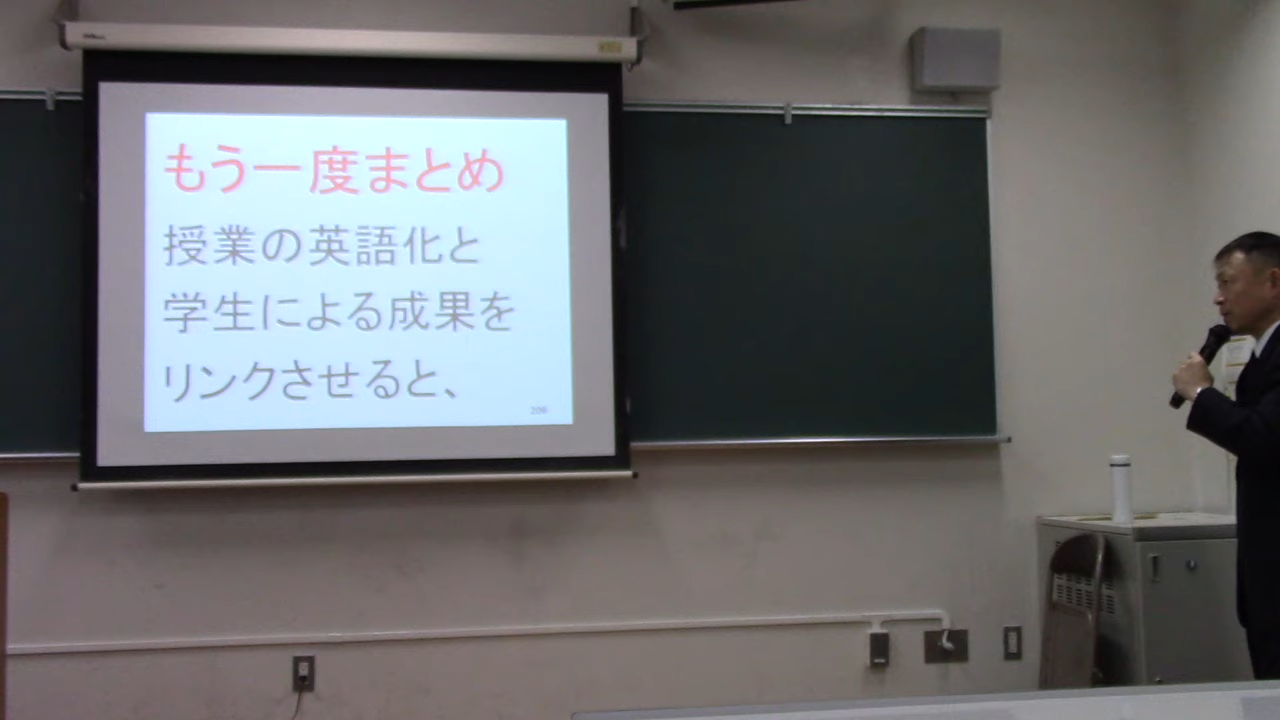 もう一度まとめ
授業の英語化と
学生による成果を
リンクさせると、
206